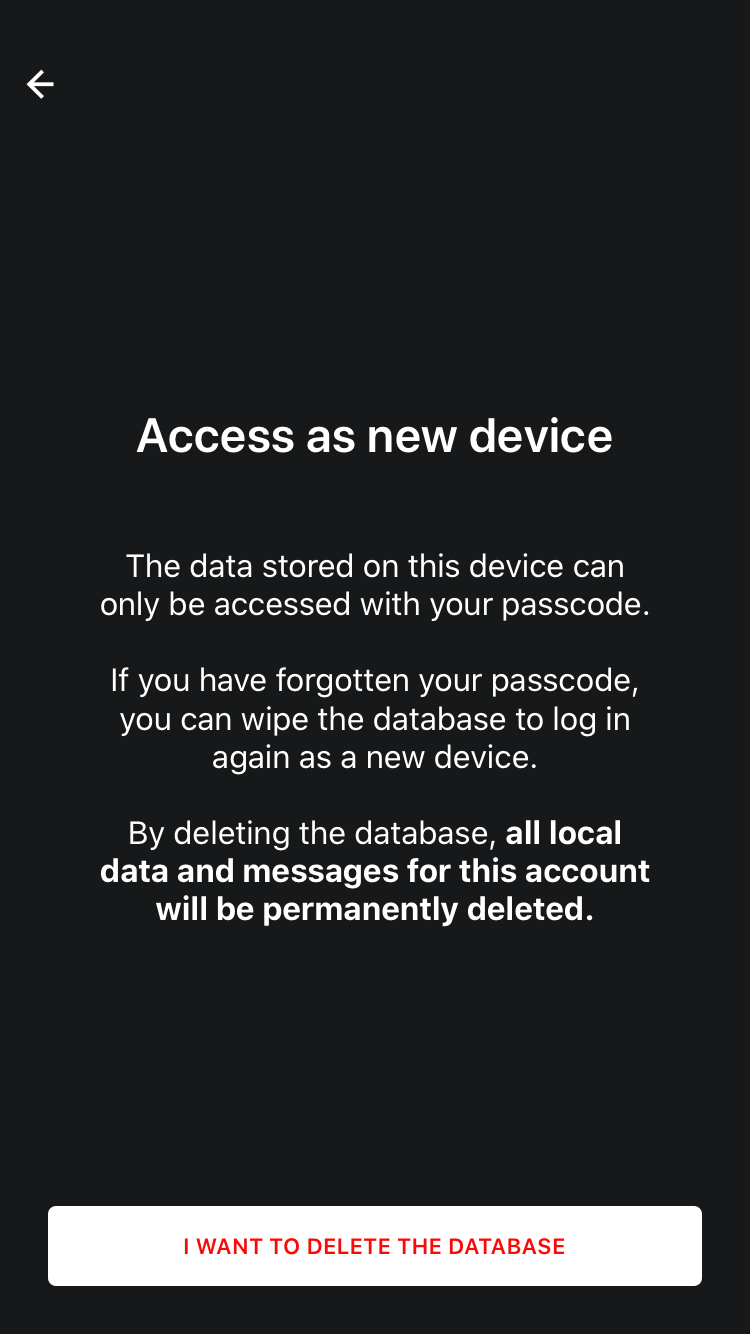 Access as new device
The data stored on this device can
only be accessed with your passcode.
If you have forgotten your passcode,
you can wipe the database to log in
again as a new device.
By deleting the database, all local
data and messages for this account
will be permanently deleted.
I WANT TO DELETE THE DATABASE